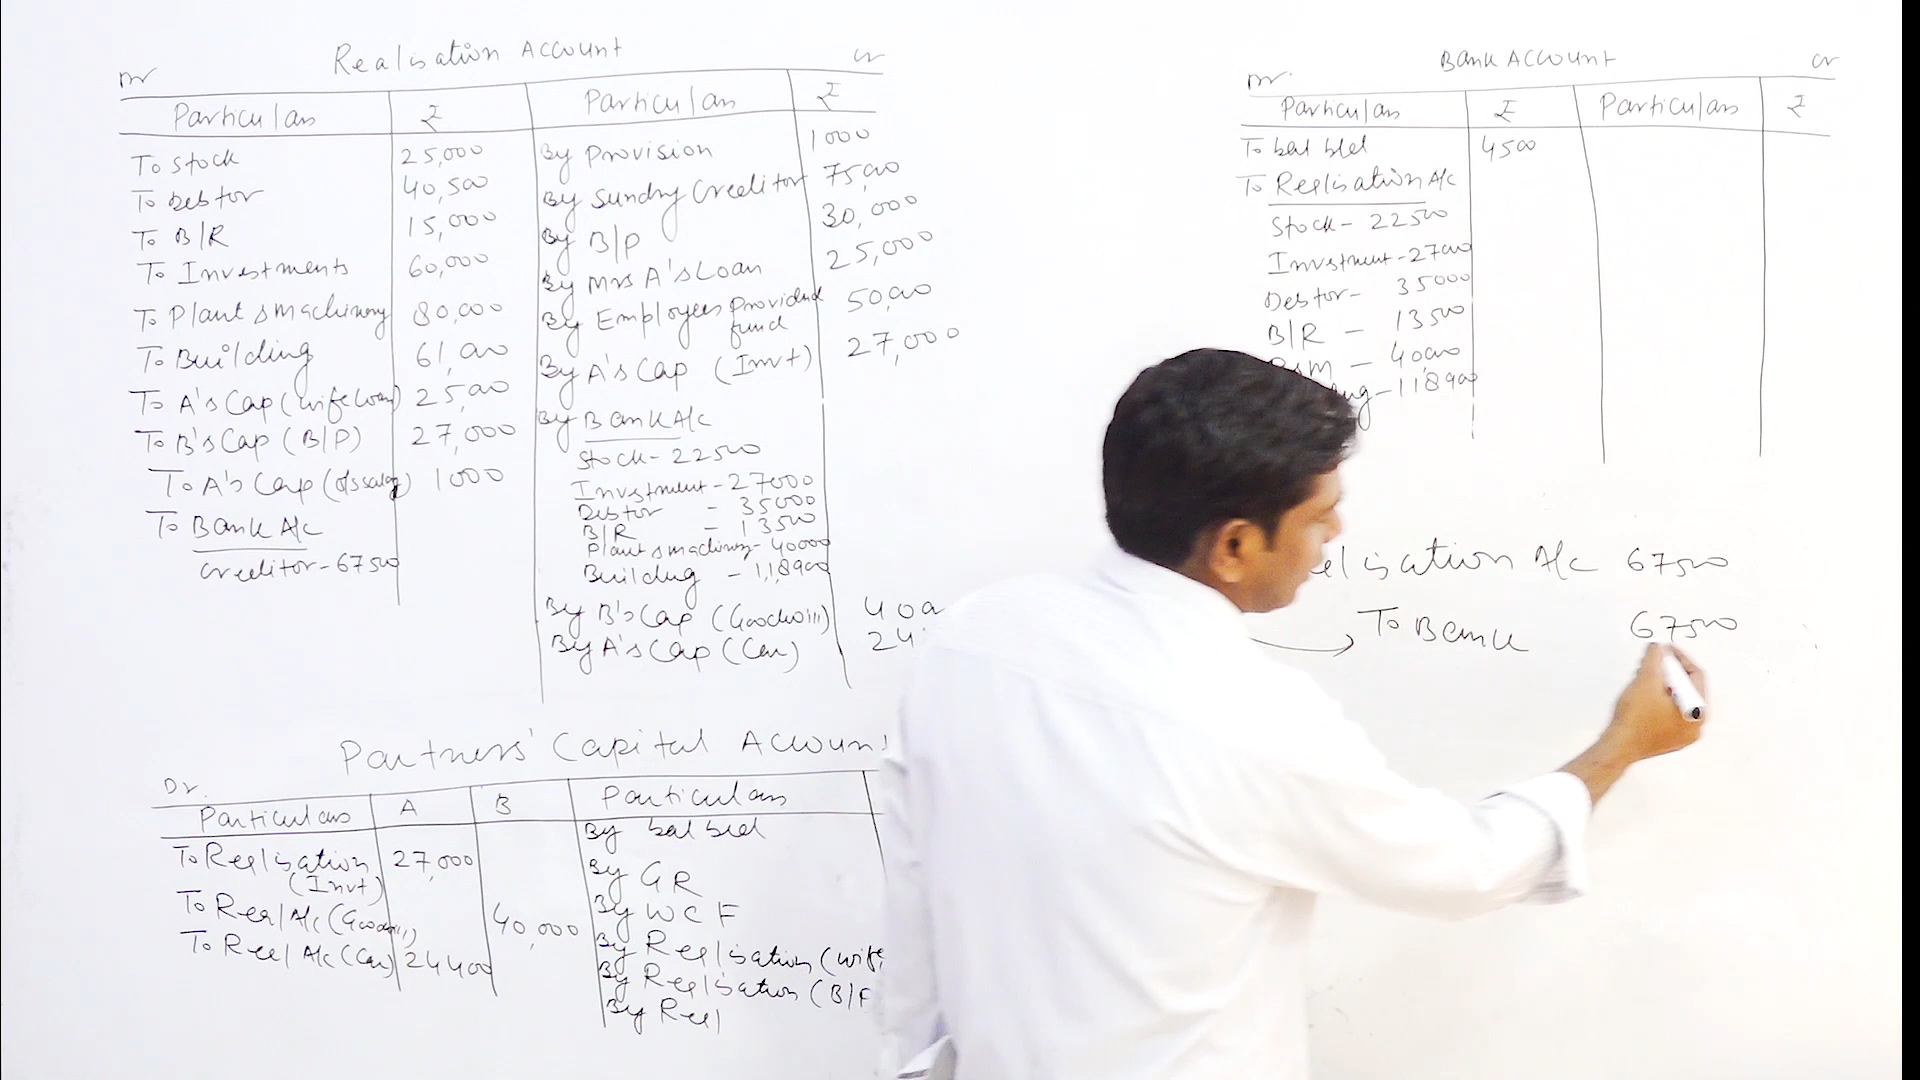 Realisation Account
Dr Cr
Particulars ₹ Particulars ₹
To Stock 25,000 By Provision 1000
To Debtor 40,500 By Sundry Creditor 75,000
To B/R 15,000 By B/P 30,000
To Investments 60,000 By Mrs A's Loan 25,000
To Plant & machinery 80,000 By Employees Provident fund 50,000
To Building 61,000 By A's Cap (Invt) 27,000
To A's Cap (wife loan) 25,000 By Bank A/c
To B's Cap (B/P) 27,000 Stock - 22500
To A's Cap 1000 Investment - 27000
To Bank A/c Debtor - 35000
Creditor - 67500 B/R - 13500
Plant & machinery - 40000
Building - 1,18900
By B's Cap (Goodwill) 400
By A's Cap (Car) 24
Partners' Capital Account
Dr.
Particulars A B Particulars
To Realisation (Invt) 27,000 By bal b/d
To Real A/c (Goodwill) 40,000 By GR
To Real A/c (Car) 24400 By WCF
By Realisation (wife
By Realisation (B/P
By Real
Bank Account
Dr. Cr
Particulars ₹ Particulars ₹
To bal b/d 4500
To Realisation A/c
Stock - 22500
Investment - 27000
Debtor - 35000
B/R - 13500
P&M - 40000
ng - 1,18900
alisation A/c 67500
To Bank 67500